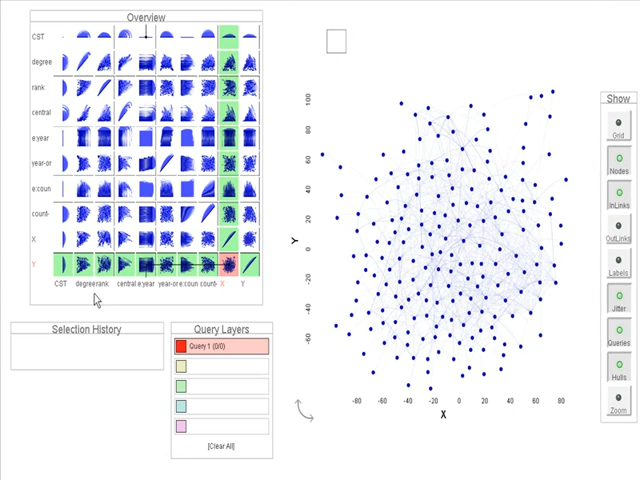 Overview
CST
degree
rank
central
e:year
year-or
e:coun
count-
X
Y
CST degree rank central e:year year-or e:coun count- X Y
Selection History
Query Layers
Query 1 (0/0)
[Clear All]
100
80
60
40
20
0
-20
-40
-60
Y
-80 -60 -40 -20 0 20 40 60 80
X
Show
Grid
Nodes
InLinks
OutLinks
Labels
Jitter
Queries
Hulls
Zoom